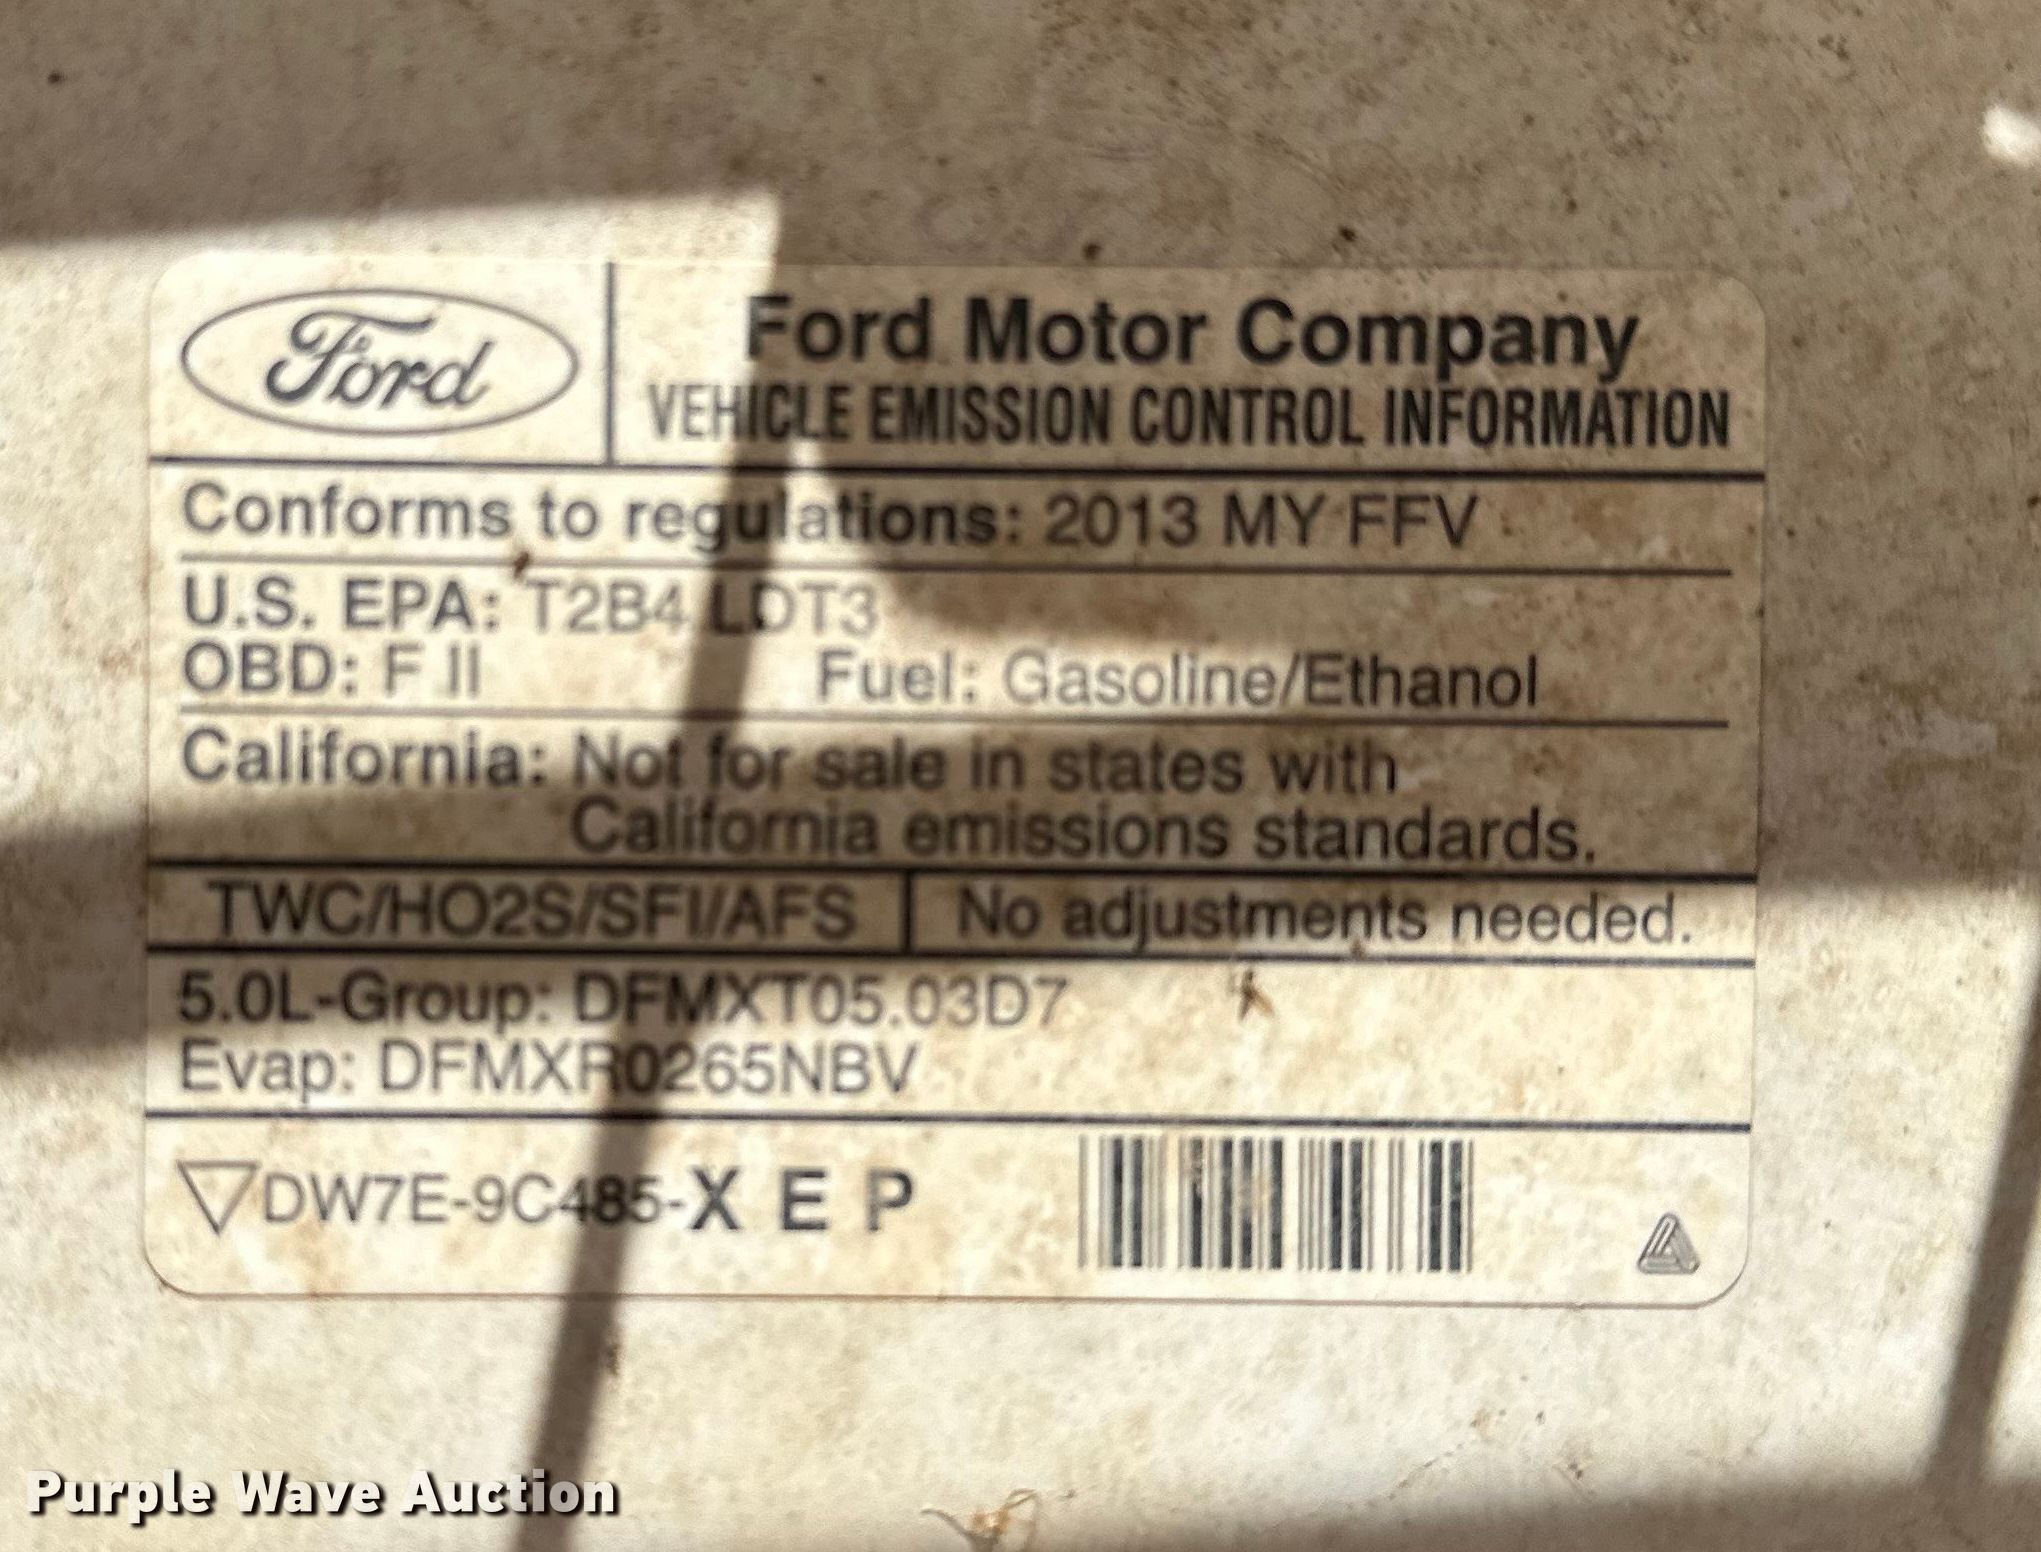 Ford
Ford Motor Company
VEHICLE EMISSION CONTROL INFORMATION
Conforms to regulations: 2013 MY FFV
U.S. EPA: T2B4 LDT3
OBD: F II Fuel: Gasoline/Ethanol
California: Not for sale in states with
California emissions standards.
TWC/HO2S/SFI/AFS No adjustments needed.
5.0L-Group: DFMXT05.03D7
Evap: DFMXR0265NBV
DW7E-9C485-X E P
Purple Wave Auction